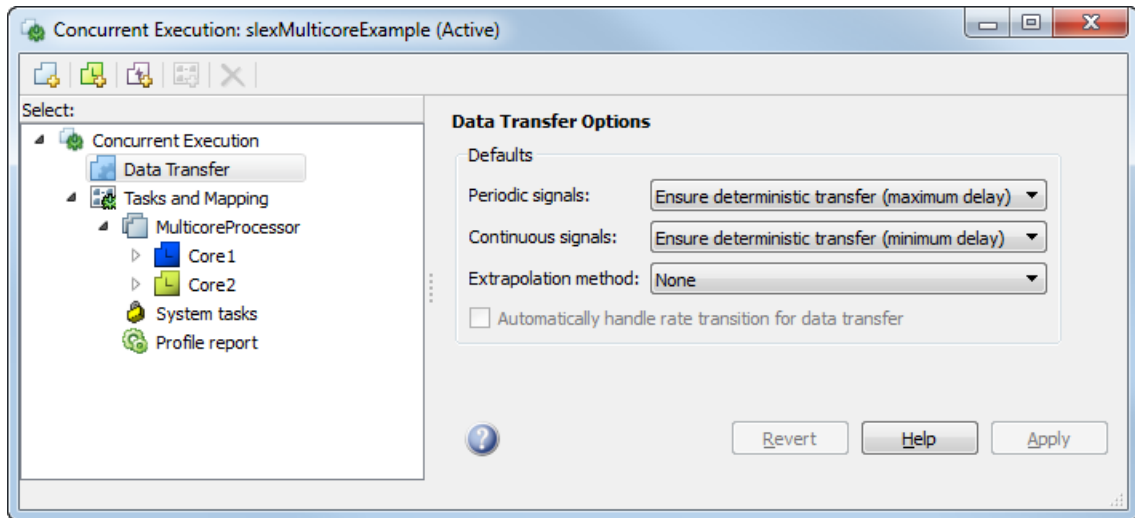 Concurrent Execution: slexMulticoreExample (Active)
Select:
Concurrent Execution
Data Transfer
Tasks and Mapping
MulticoreProcessor
Core1
Core2
System tasks
Profile report
Data Transfer Options
Defaults
Periodic signals: Ensure deterministic transfer (maximum delay)
Continuous signals: Ensure deterministic transfer (minimum delay)
Extrapolation method: None
Automatically handle rate transition for data transfer
Revert Help Apply